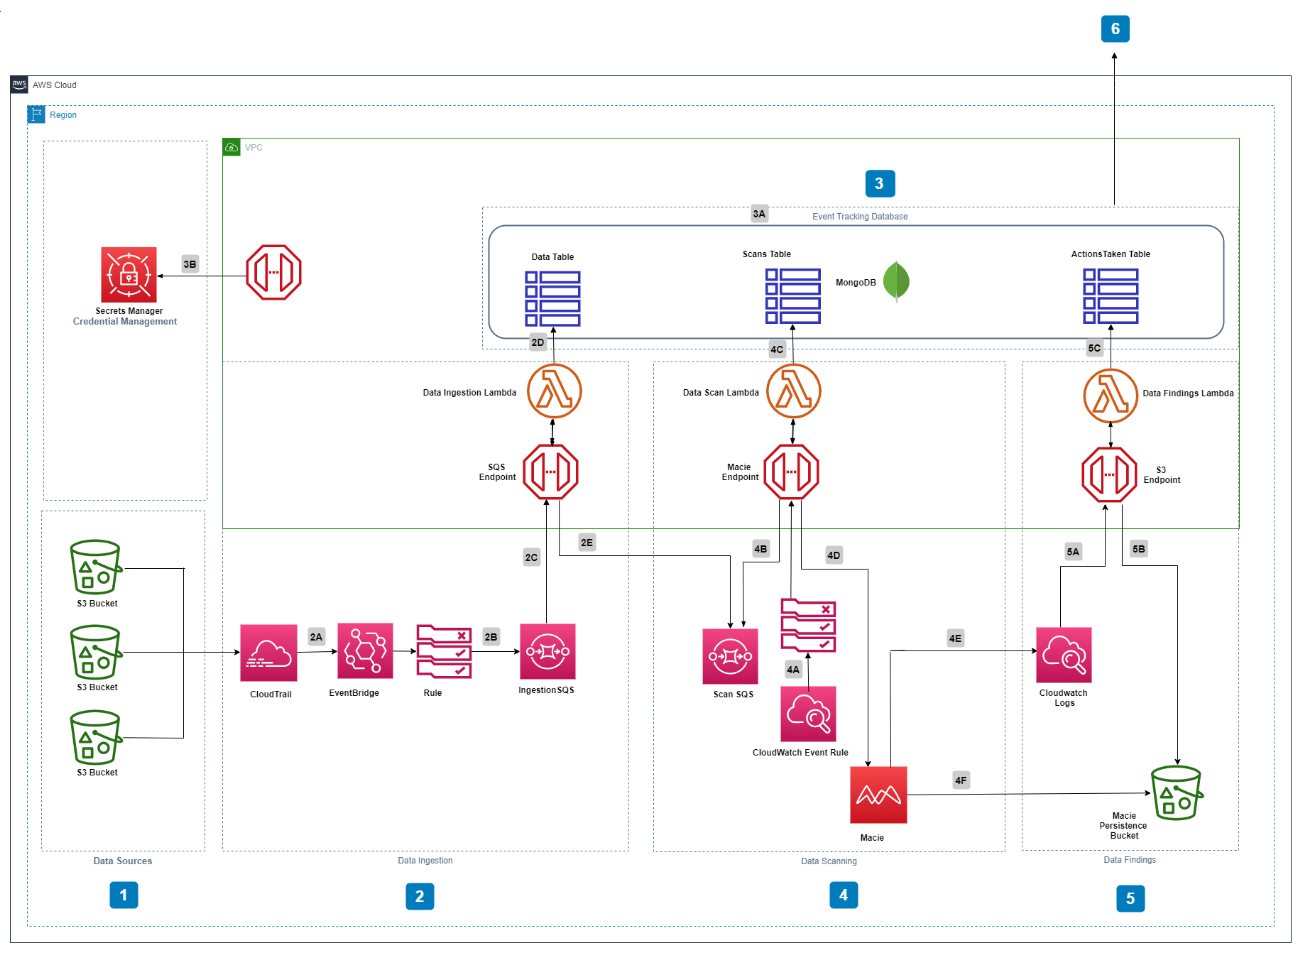 6
aws
AWS Cloud
Region
VPC
3
3A
Event Tracking Database
Data Table
Scans Table
MongoDB
ActionsTaken Table
3B
Secrets Manager
Credential Management
2D
4C
5C
Data Ingestion Lambda
Data Scan Lambda
Data Findings Lambda
SQS
Endpoint
Macie
Endpoint
S3
Endpoint
2C
2E
4B
4D
5A
5B
S3 Bucket
S3 Bucket
S3 Bucket
2A
2B
4A
4E
CloudTrail
EventBridge
Rule
IngestionSQS
Scan SQS
CloudWatch Event Rule
Cloudwatch
Logs
4F
Macie
Macie
Persistence
Bucket
Data Sources
Data Ingestion
Data Scanning
Data Findings
1
2
4
5